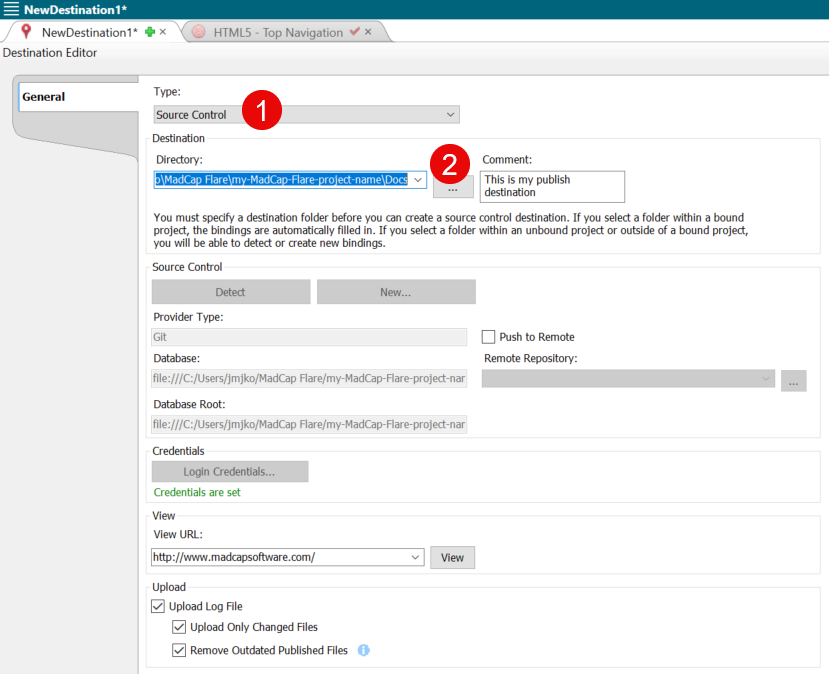 NewDestination1*
NewDestination1*
HTML5 - Top Navigation
Destination Editor
General
Type:
Source Control
1
Destination
Directory:
2
Comment:
p\MadCap Flare\my-MadCap-Flare-project-name\Docs
...
This is my publish
destination
You must specify a destination folder before you can create a source control destination. If you select a folder within a bound
project, the bindings are automatically filled in. If you select a folder within an unbound project or outside of a bound project,
you will be able to detect or create new bindings.
Source Control
Detect
New...
Provider Type:
Git
Push to Remote
Database:
Remote Repository:
file:///C:/Users/jmjko/MadCap Flare/my-MadCap-Flare-project-nar
...
Database Root:
file:///C:/Users/jmjko/MadCap Flare/my-MadCap-Flare-project-nar
Credentials
Login Credentials...
Credentials are set
View
View URL:
http://www.madcapsoftware.com/
View
Upload
Upload Log File
Upload Only Changed Files
Remove Outdated Published Files